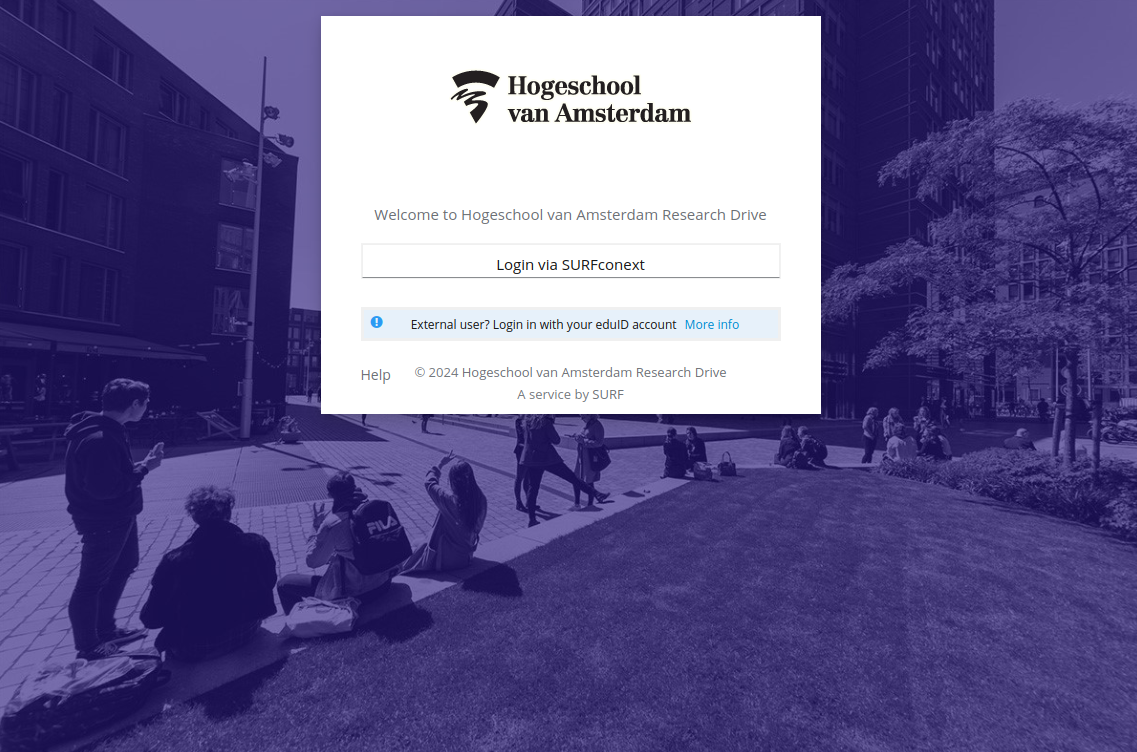 Hogeschool
van Amsterdam
Welcome to Hogeschool van Amsterdam Research Drive
Login via SURFconext
External user? Login in with your eduID account More info
Help
© 2024 Hogeschool van Amsterdam Research Drive
A service by SURF
FILA